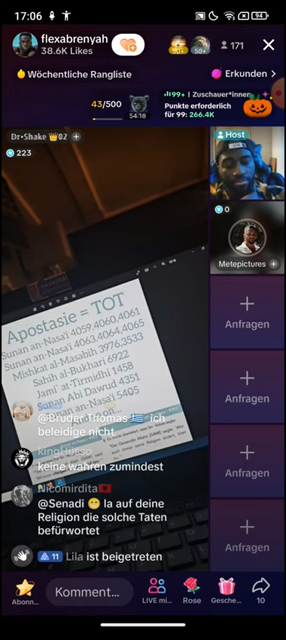 17:06
94
flexabrenyah
38.6K Likes
50+
171
Wöchentliche Rangliste
Erkunden >
43/500
54:18
99+ | Zuschauer*innen
Punkte erforderlich
für 99: 266.4K
Dr•Shake 👑'02 +
223
Host
0
Metepictures +
Apostasie = TOT
Sunan an-Nasa'i 4059,4060,4061
Sunan an-Nasa'i 4063,4064,4065
Mishkat al-Masabih 3976,3533
Sahih al-Bukhari 6922
Jami' at-Tirmidhi 1458
Sunan Abi Dawud 4351
Sunan an-Nasa'i 5405
@Bruder Thomas 🇬🇷 ich
beleidige nicht
KingHusso
keine wahren zumindest
Nicomirdita🇦🇱
@Senadi 😁 la auf deine
Religion die solche Taten
befürwortet
11 Lila ist beigetreten
+
Anfragen
+
Anfragen
+
Anfragen
+
Anfragen
Abonn...
Komment...
LIVE mi...
Rose
Gesche...
10